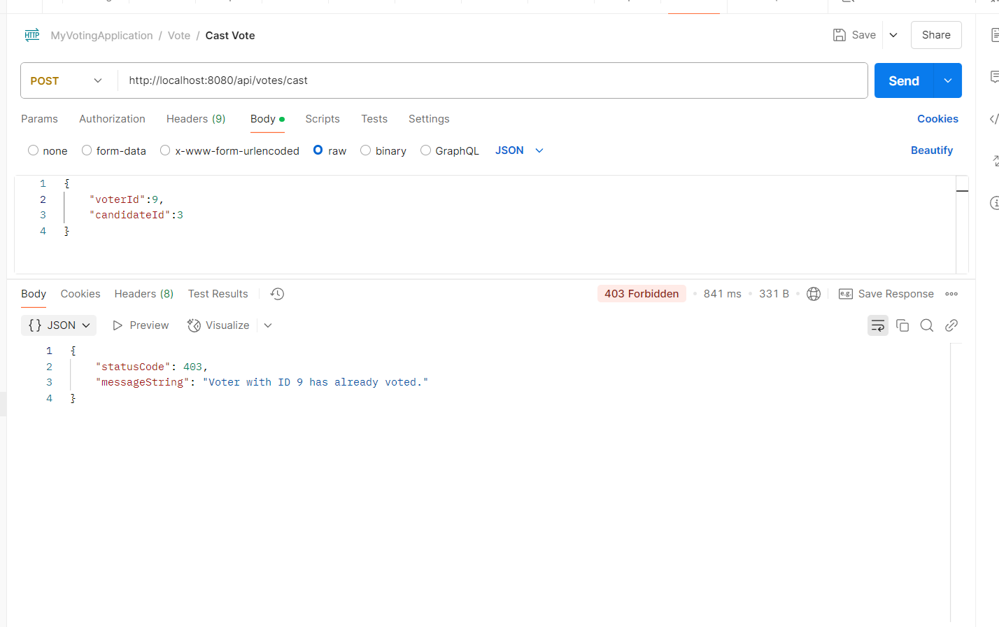 MyVotingApplication / Vote / Cast Vote
Save
Share
POST
http://localhost:8080/api/votes/cast
Send
Params Authorization Headers (9) Body Scripts Tests Settings Cookies
none form-data x-www-form-urlencoded raw binary GraphQL JSON Beautify
1 {
2 "voterId":9,
3 "candidateId":3
4 }
Body Cookies Headers (8) Test Results 403 Forbidden 841 ms 331 B e.g. Save Response
{} JSON Preview Visualize
1 {
2 "statusCode": 403,
3 "messageString": "Voter with ID 9 has already voted."
4 }